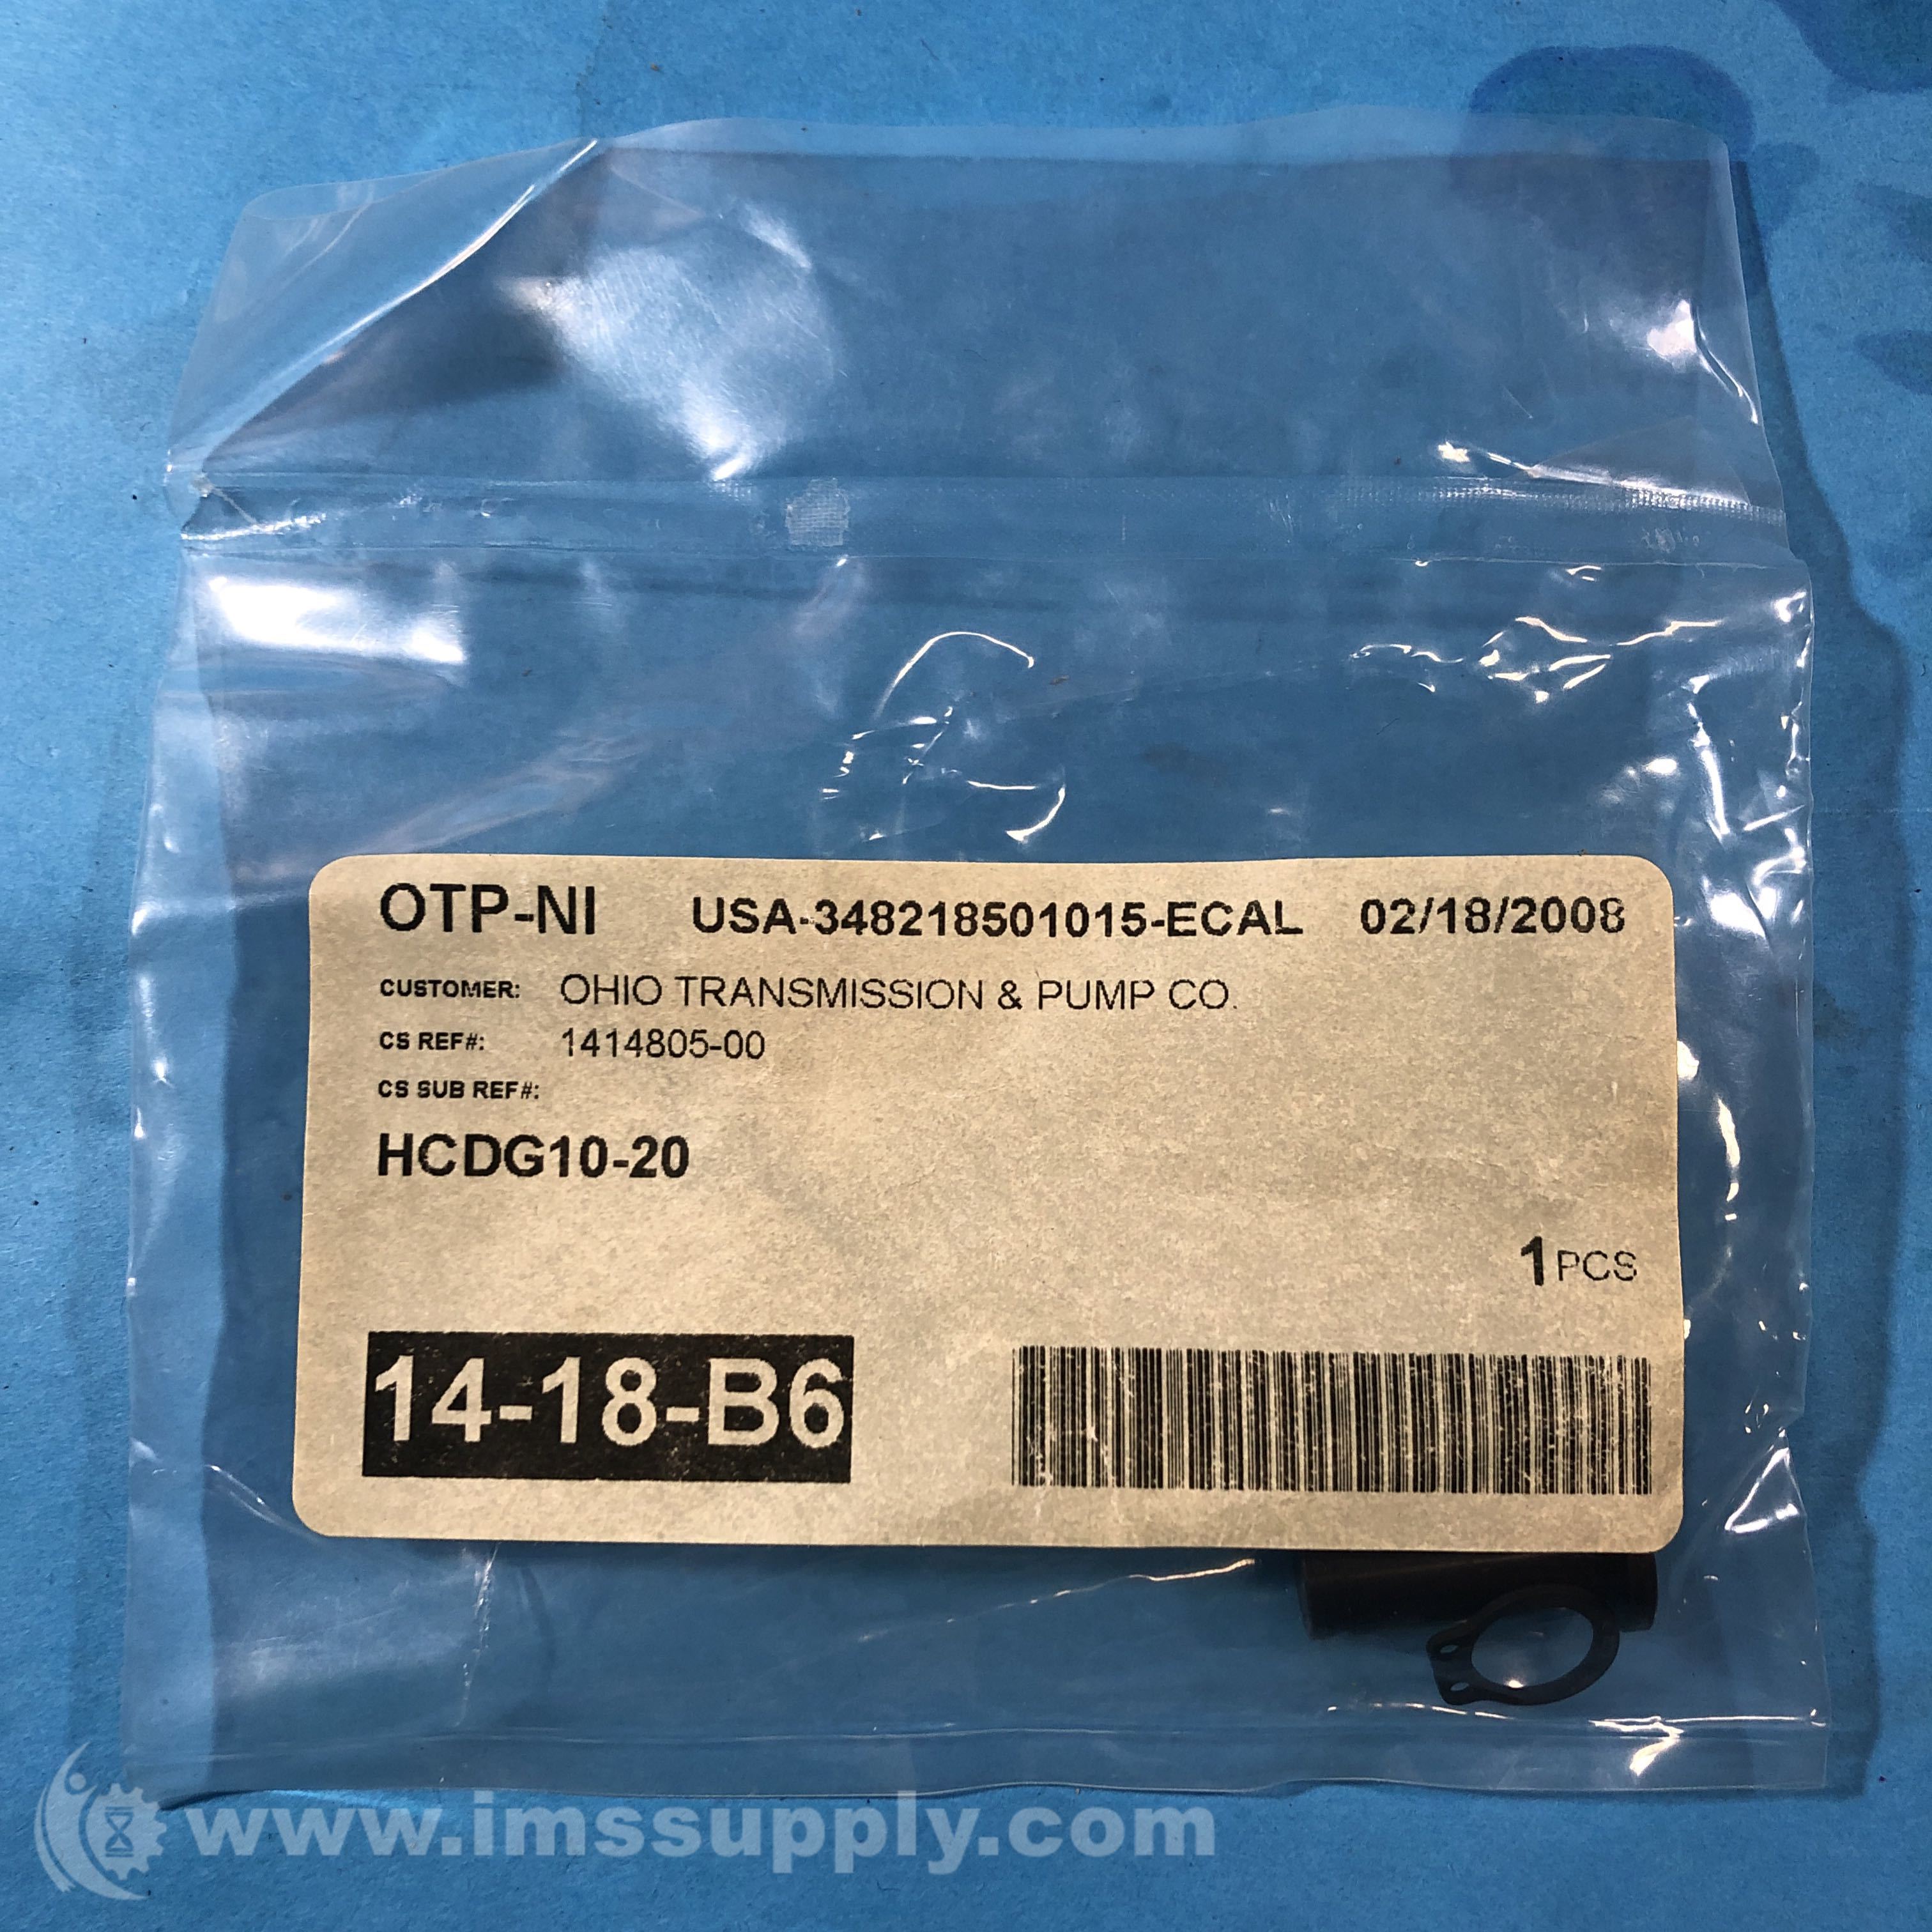 OTP-NI USA-348218501015-ECAL 02/18/2008
CUSTOMER: OHIO TRANSMISSION & PUMP CO.
CS REF#: 1414805-00
CS SUB REF#:
HCDG10-20
1 PCS
14-18-B6
www.imssupply.com